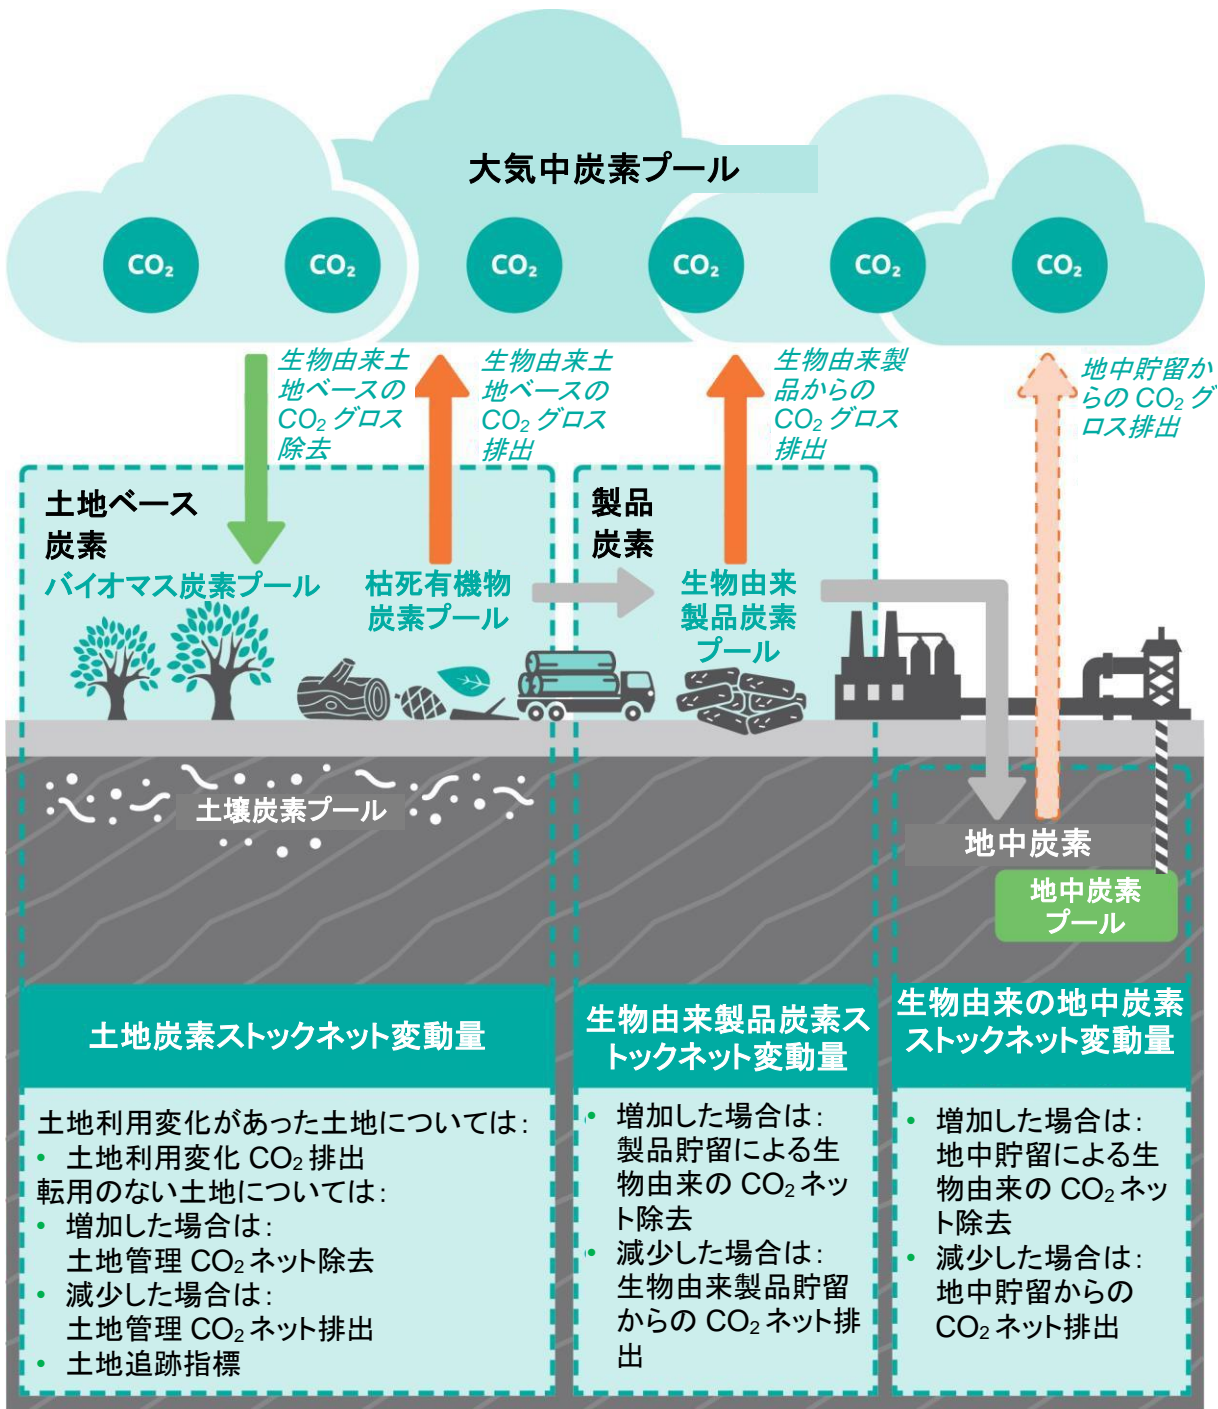 大気中炭素プール
CO₂
CO₂
CO₂
CO₂
CO₂
CO₂
生物由来土
地ベースの
CO₂ グロス
除去
生物由来土
地ベースの
CO₂ グロス
排出
生物由来製
品からの
CO₂ グロス
排出
地中貯留か
らの CO₂ グ
ロス排出
土地ベース
炭素
バイオマス炭素プール
枯死有機物
炭素プール
製品
炭素
生物由来
製品炭素
プール
土壌炭素プール
地中炭素
地中炭素
プール
土地炭素ストックネット変動量
土地利用変化があった土地については:
• 土地利用変化 CO₂ 排出
転用のない土地については:
• 増加した場合は:
土地管理 CO₂ ネット除去
• 減少した場合は:
土地管理 CO₂ ネット排出
• 土地追跡指標
生物由来製品炭素ス
トックネット変動量
• 増加した場合は:
製品貯留による生
物由来の CO₂ ネッ
ト除去
• 減少した場合は:
生物由来製品貯留
からの CO₂ ネット排
出
生物由来の地中炭素
ストックネット変動量
• 増加した場合は:
地中貯留による生
物由来の CO₂ ネッ
ト除去
• 減少した場合は:
地中貯留からの
CO₂ ネット排出